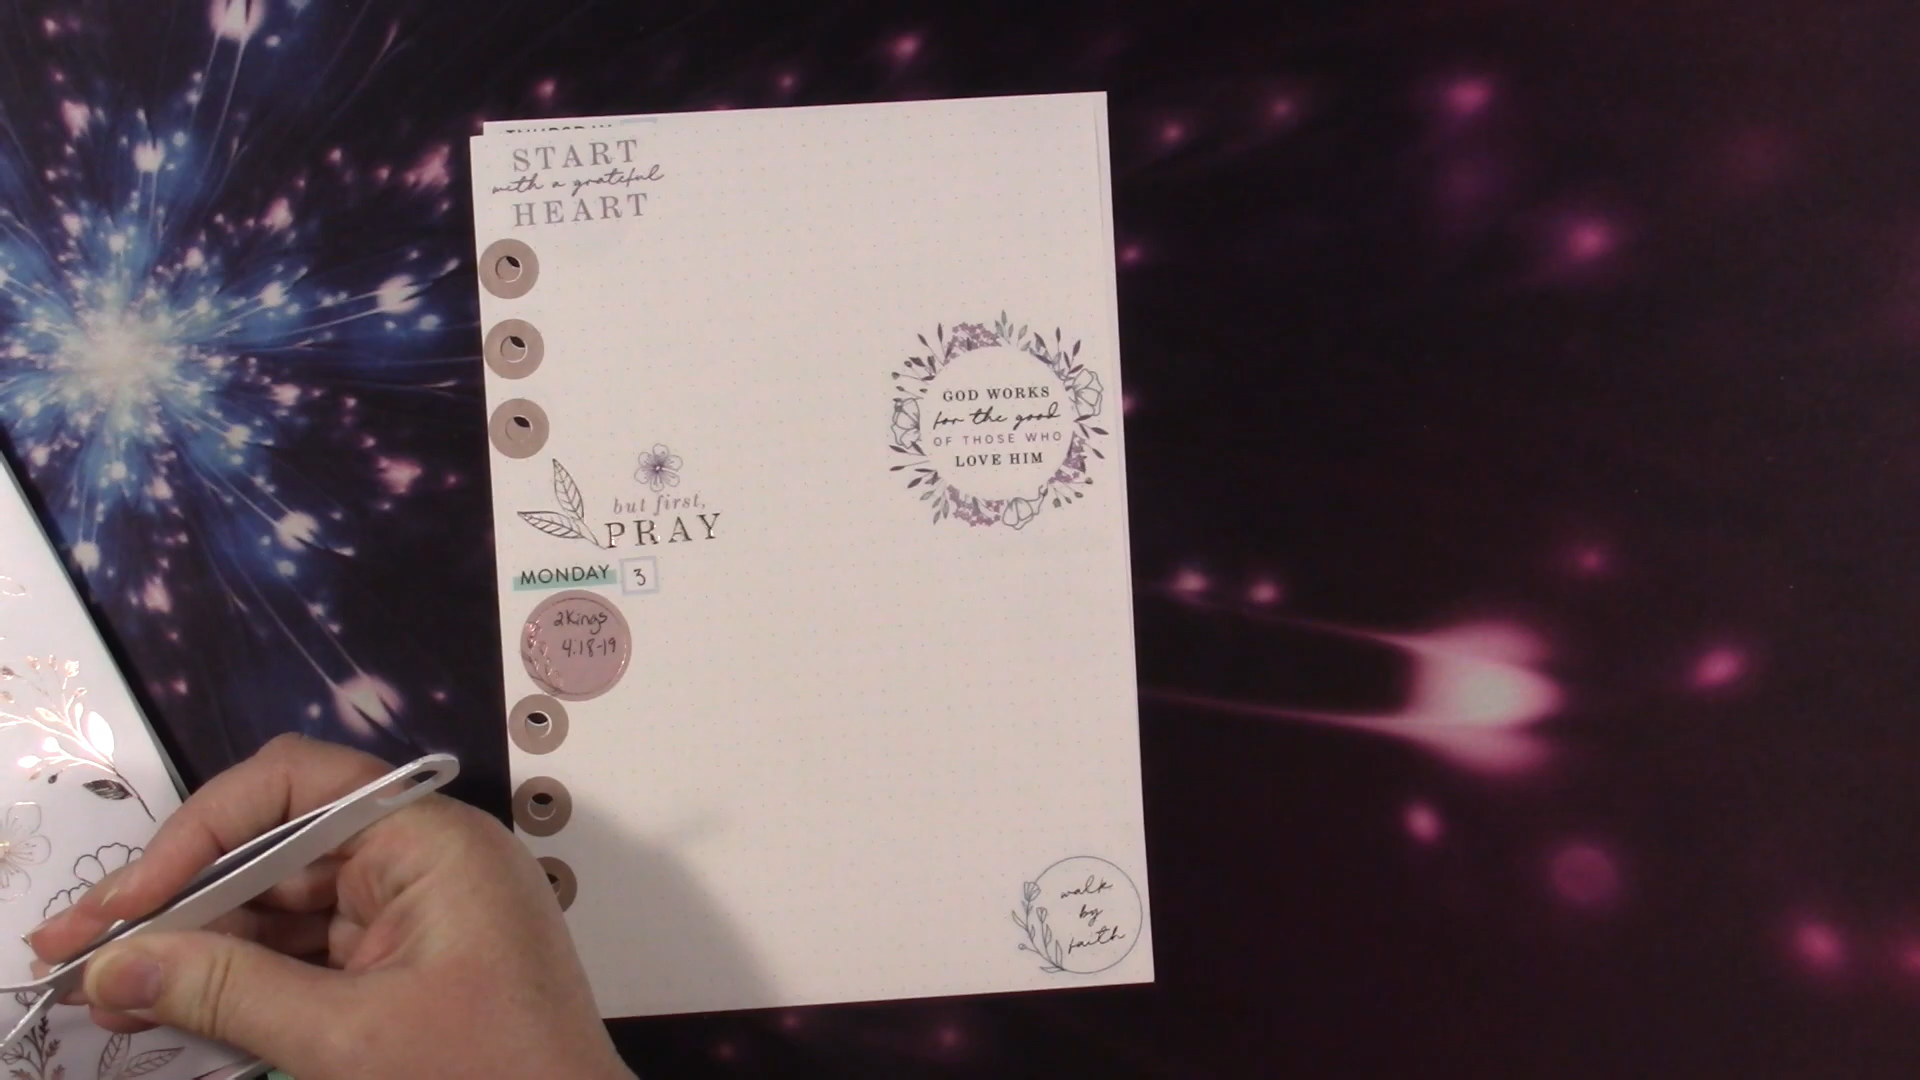 THURSDAY
START
with a grateful
HEART
GOD WORKS
for the good
OF THOSE WHO
LOVE HIM
but first,
PRAY
MONDAY 3
2Kings
4.18-19
walk
by
faith